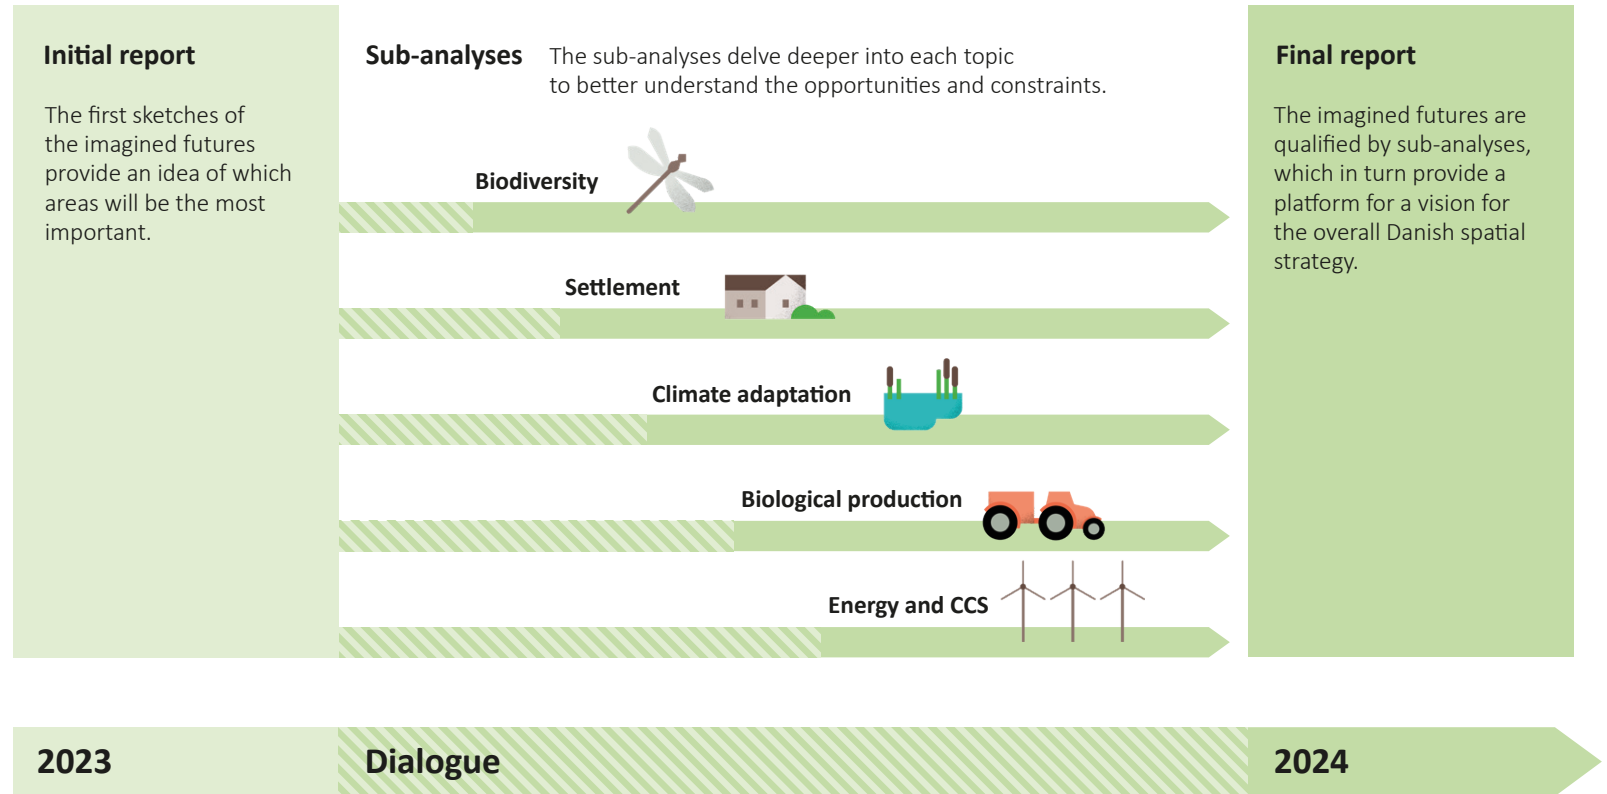 Initial report
The first sketches of
the imagined futures
provide an idea of which
areas will be the most
important.
Sub-analyses
The sub-analyses delve deeper into each topic
to better understand the opportunities and constraints.
Biodiversity
Settlement
Climate adaptation
Biological production
Energy and CCS
Final report
The imagined futures are
qualified by sub-analyses,
which in turn provide a
platform for a vision for
the overall Danish spatial
strategy.
2023
Dialogue
2024